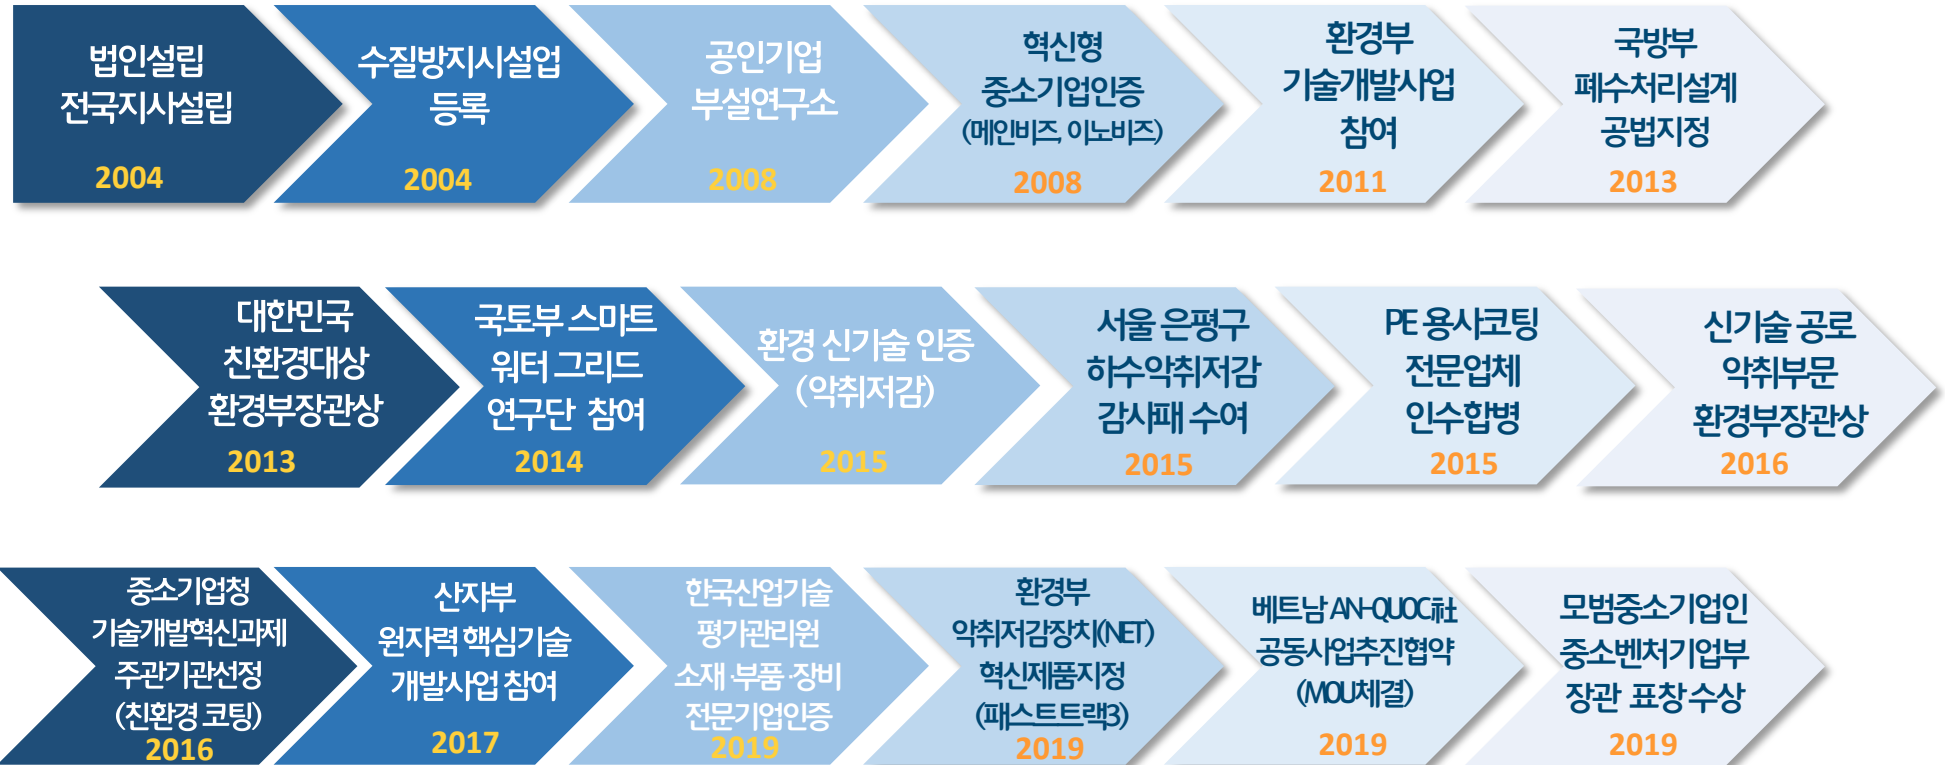 법인설립
전국지사설립
2004
수질방지시설업
등록
2004
공인기업
부설연구소
2008
혁신형
중소기업인증
(메인비즈, 이노비즈)
2008
환경부
기술개발사업
참여
2011
국방부
폐수처리설계
공법지정
2013
대한민국
친환경대상
환경부장관상
2013
국토부 스마트
워터 그리드
연구단 참여
2014
환경 신기술 인증
(악취저감)
2015
서울 은평구
하수악취저감
감사패 수여
2015
PE 용사코팅
전문업체
인수합병
2015
신기술 공로
악취부문
환경부장관상
2016
중소기업청
기술개발혁신과제
주관기관선정
(친환경 코팅)
2016
산자부
원자력 핵심기술
개발사업 참여
2017
한국산업기술
평가관리원
소재·부품·장비
전문기업인증
2019
환경부
악취저감장치(NET)
혁신제품지정
(패스트트랙3)
2019
베트남 AN-QUOC社
공동사업추진협약
(MOU체결)
2019
모범중소기업인
중소벤처기업부
장관 표창 수상
2019